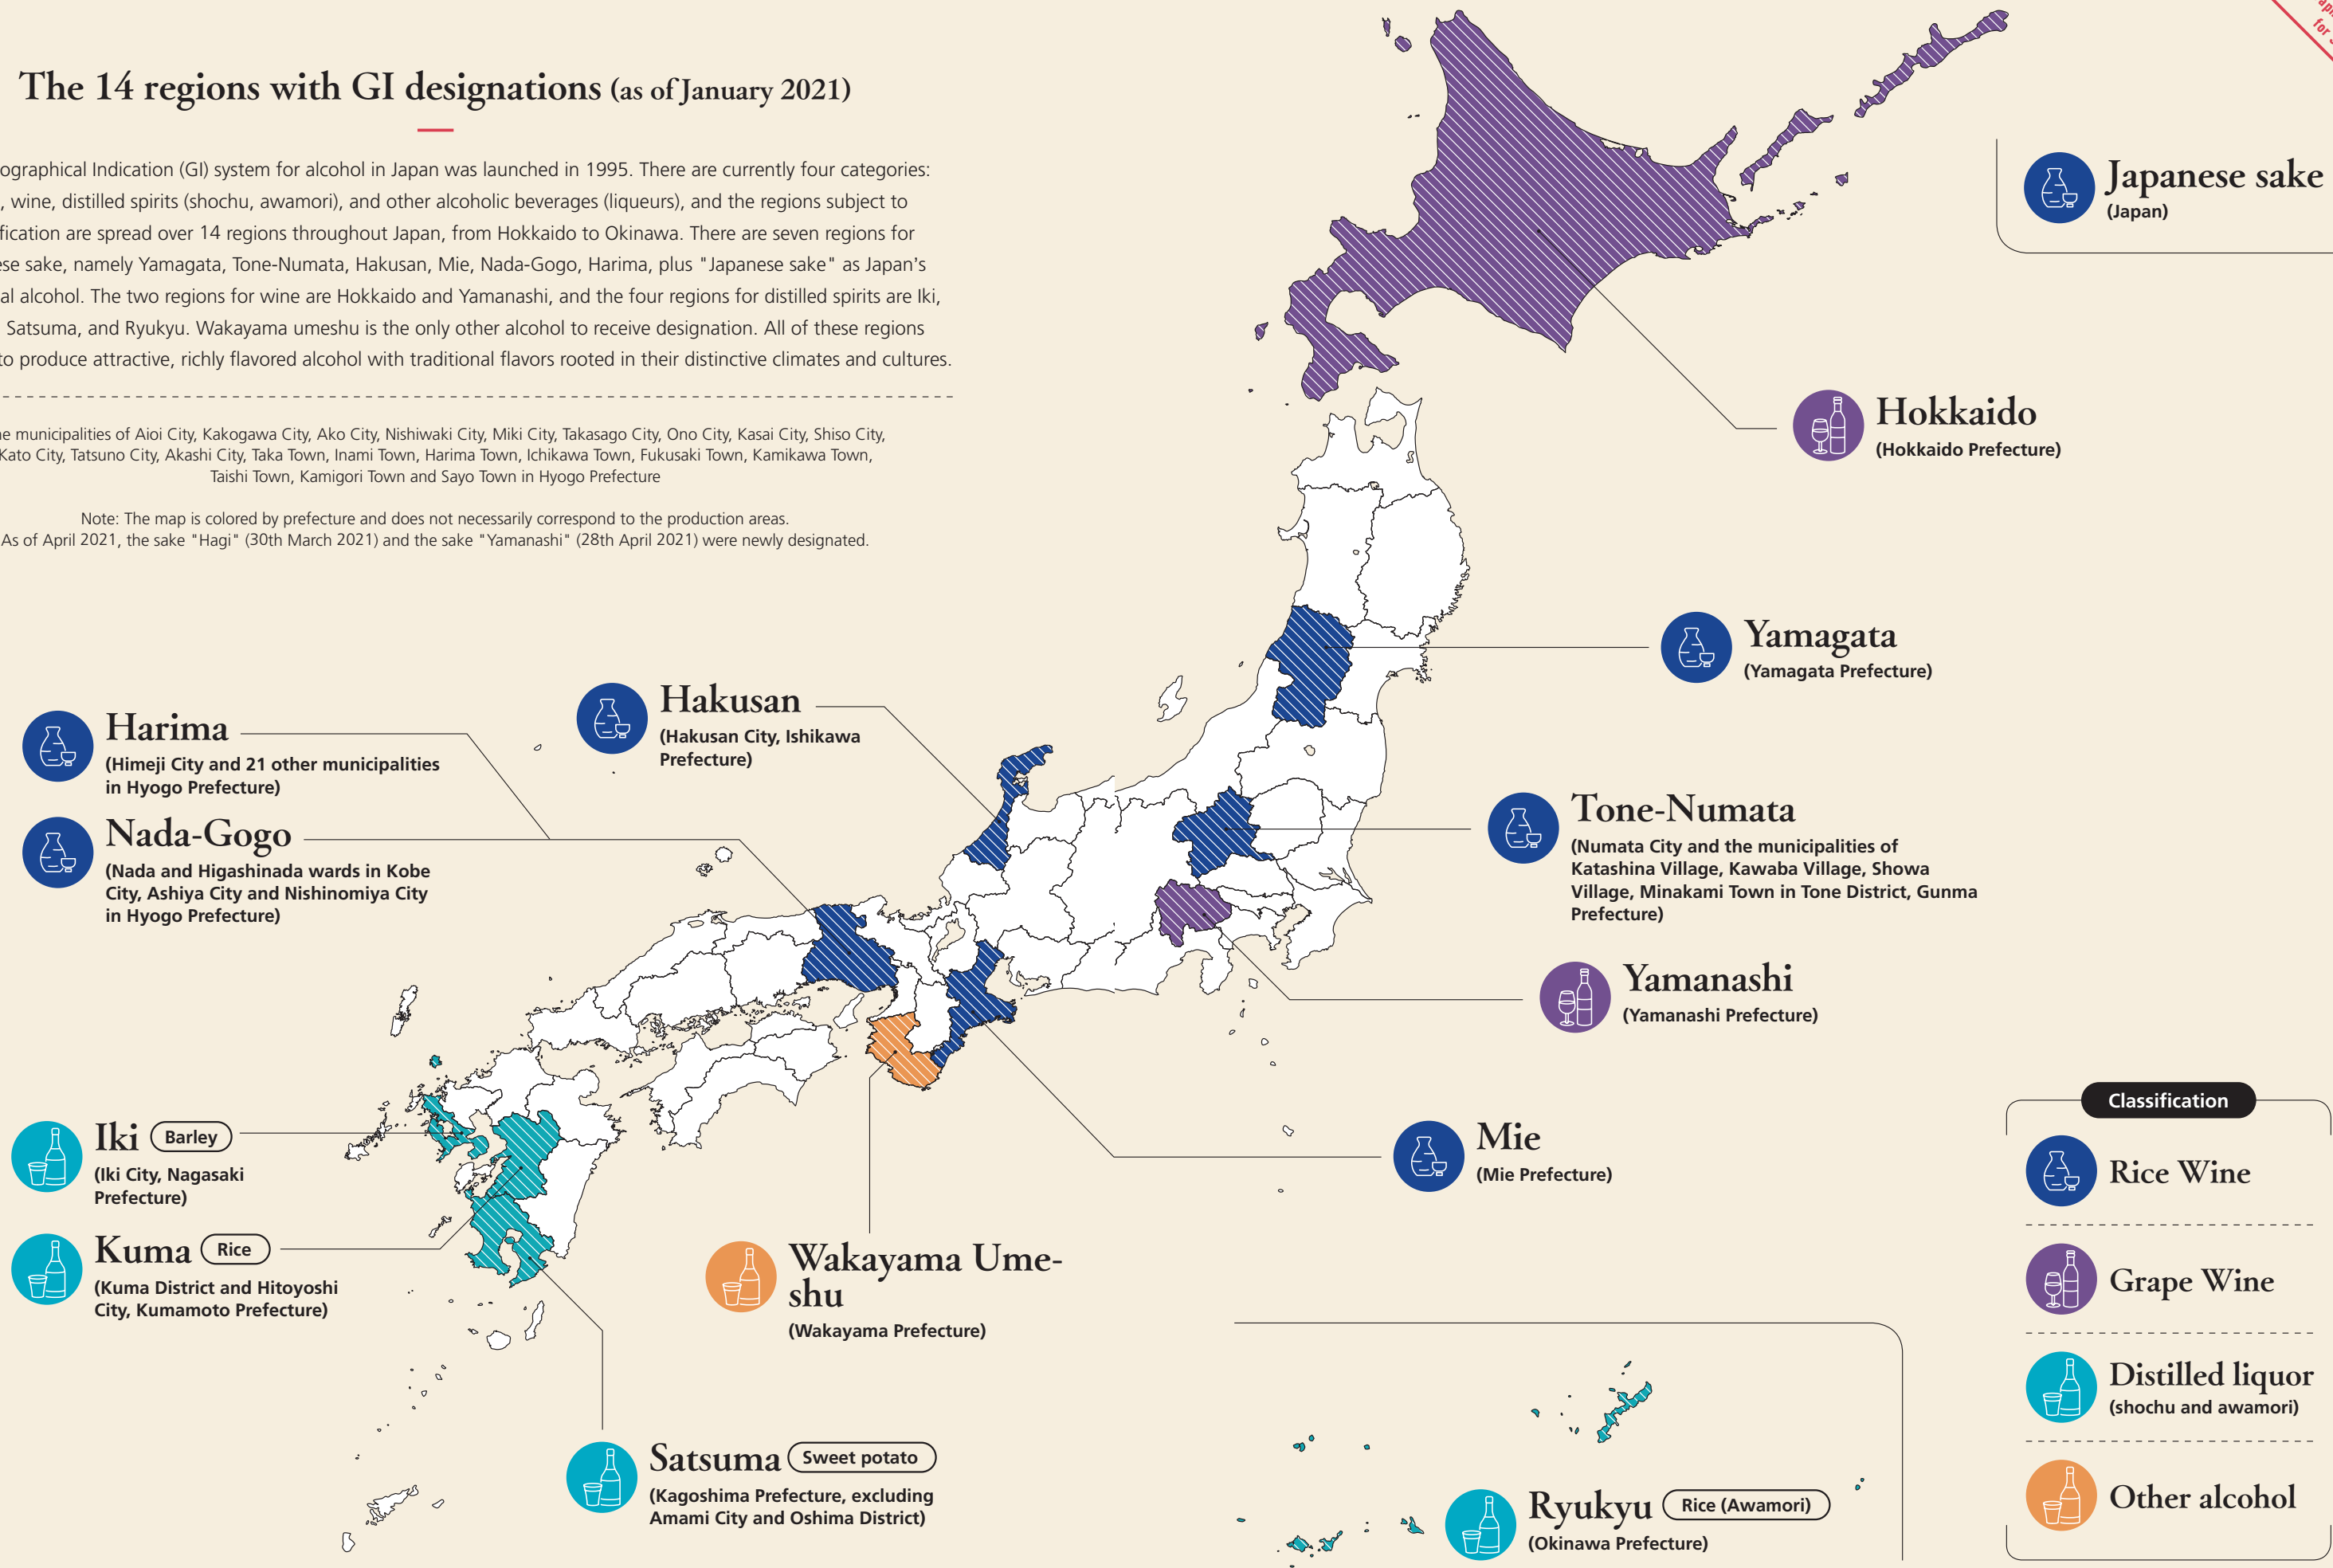 The 14 regions with GI designations (as of January 2021)
ographical Indication (GI) system for alcohol in Japan was launched in 1995. There are currently four categories:
, wine, distilled spirits (shochu, awamori), and other alcoholic beverages (liqueurs), and the regions subject to
fication are spread over 14 regions throughout Japan, from Hokkaido to Okinawa. There are seven regions for
ese sake, namely Yamagata, Tone-Numata, Hakusan, Mie, Nada-Gogo, Harima, plus "Japanese sake" as Japan's
al alcohol. The two regions for wine are Hokkaido and Yamanashi, and the four regions for distilled spirits are Iki,
Satsuma, and Ryukyu. Wakayama umeshu is the only other alcohol to receive designation. All of these regions
to produce attractive, richly flavored alcohol with traditional flavors rooted in their distinctive climates and cultures.
e municipalities of Aioi City, Kakogawa City, Ako City, Nishiwaki City, Miki City, Takasago City, Ono City, Kasai City, Shiso City,
Kato City, Tatsuno City, Akashi City, Taka Town, Inami Town, Harima Town, Ichikawa Town, Fukusaki Town, Kamikawa Town,
Taishi Town, Kamigori Town and Sayo Town in Hyogo Prefecture
Note: The map is colored by prefecture and does not necessarily correspond to the production areas.
As of April 2021, the sake "Hagi" (30th March 2021) and the sake "Yamanashi" (28th April 2021) were newly designated.
for
Japanese sake
(Japan)
Hokkaido
(Hokkaido Prefecture)
Yamagata
(Yamagata Prefecture)
Hakusan
(Hakusan City, Ishikawa
Prefecture)
Harima
(Himeji City and 21 other municipalities
in Hyogo Prefecture)
Nada-Gogo
(Nada and Higashinada wards in Kobe
City, Ashiya City and Nishinomiya City
in Hyogo Prefecture)
Tone-Numata
(Numata City and the municipalities of
Katashina Village, Kawaba Village, Showa
Village, Minakami Town in Tone District, Gunma
Prefecture)
Yamanashi
(Yamanashi Prefecture)
Mie
(Mie Prefecture)
Iki Barley
(Iki City, Nagasaki
Prefecture)
Kuma Rice
(Kuma District and Hitoyoshi
City, Kumamoto Prefecture)
Wakayama Ume-
shu
(Wakayama Prefecture)
Satsuma Sweet potato
(Kagoshima Prefecture, excluding
Amami City and Oshima District)
Ryukyu Rice (Awamori)
(Okinawa Prefecture)
Classification
Rice Wine
Grape Wine
Distilled liquor
(shochu and awamori)
Other alcohol